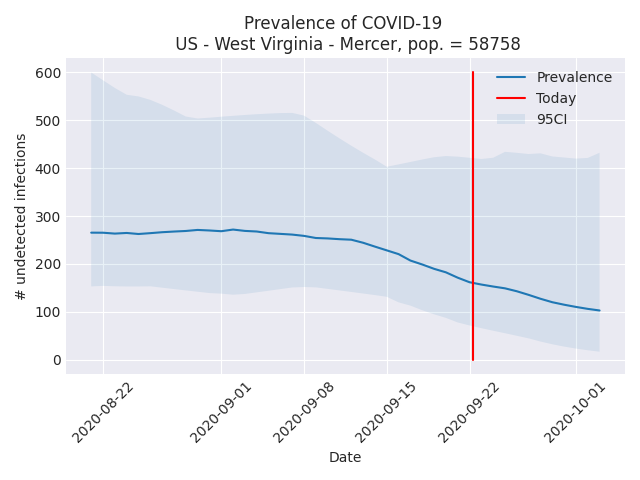 Prevalence of COVID-19
US - West Virginia - Mercer, pop. = 58758
Prevalence
Today
95CI
600
500
400
300
200
100
0
# undetected infections
2020-08-22
2020-09-01
2020-09-08
2020-09-15
2020-09-22
2020-10-01
Date